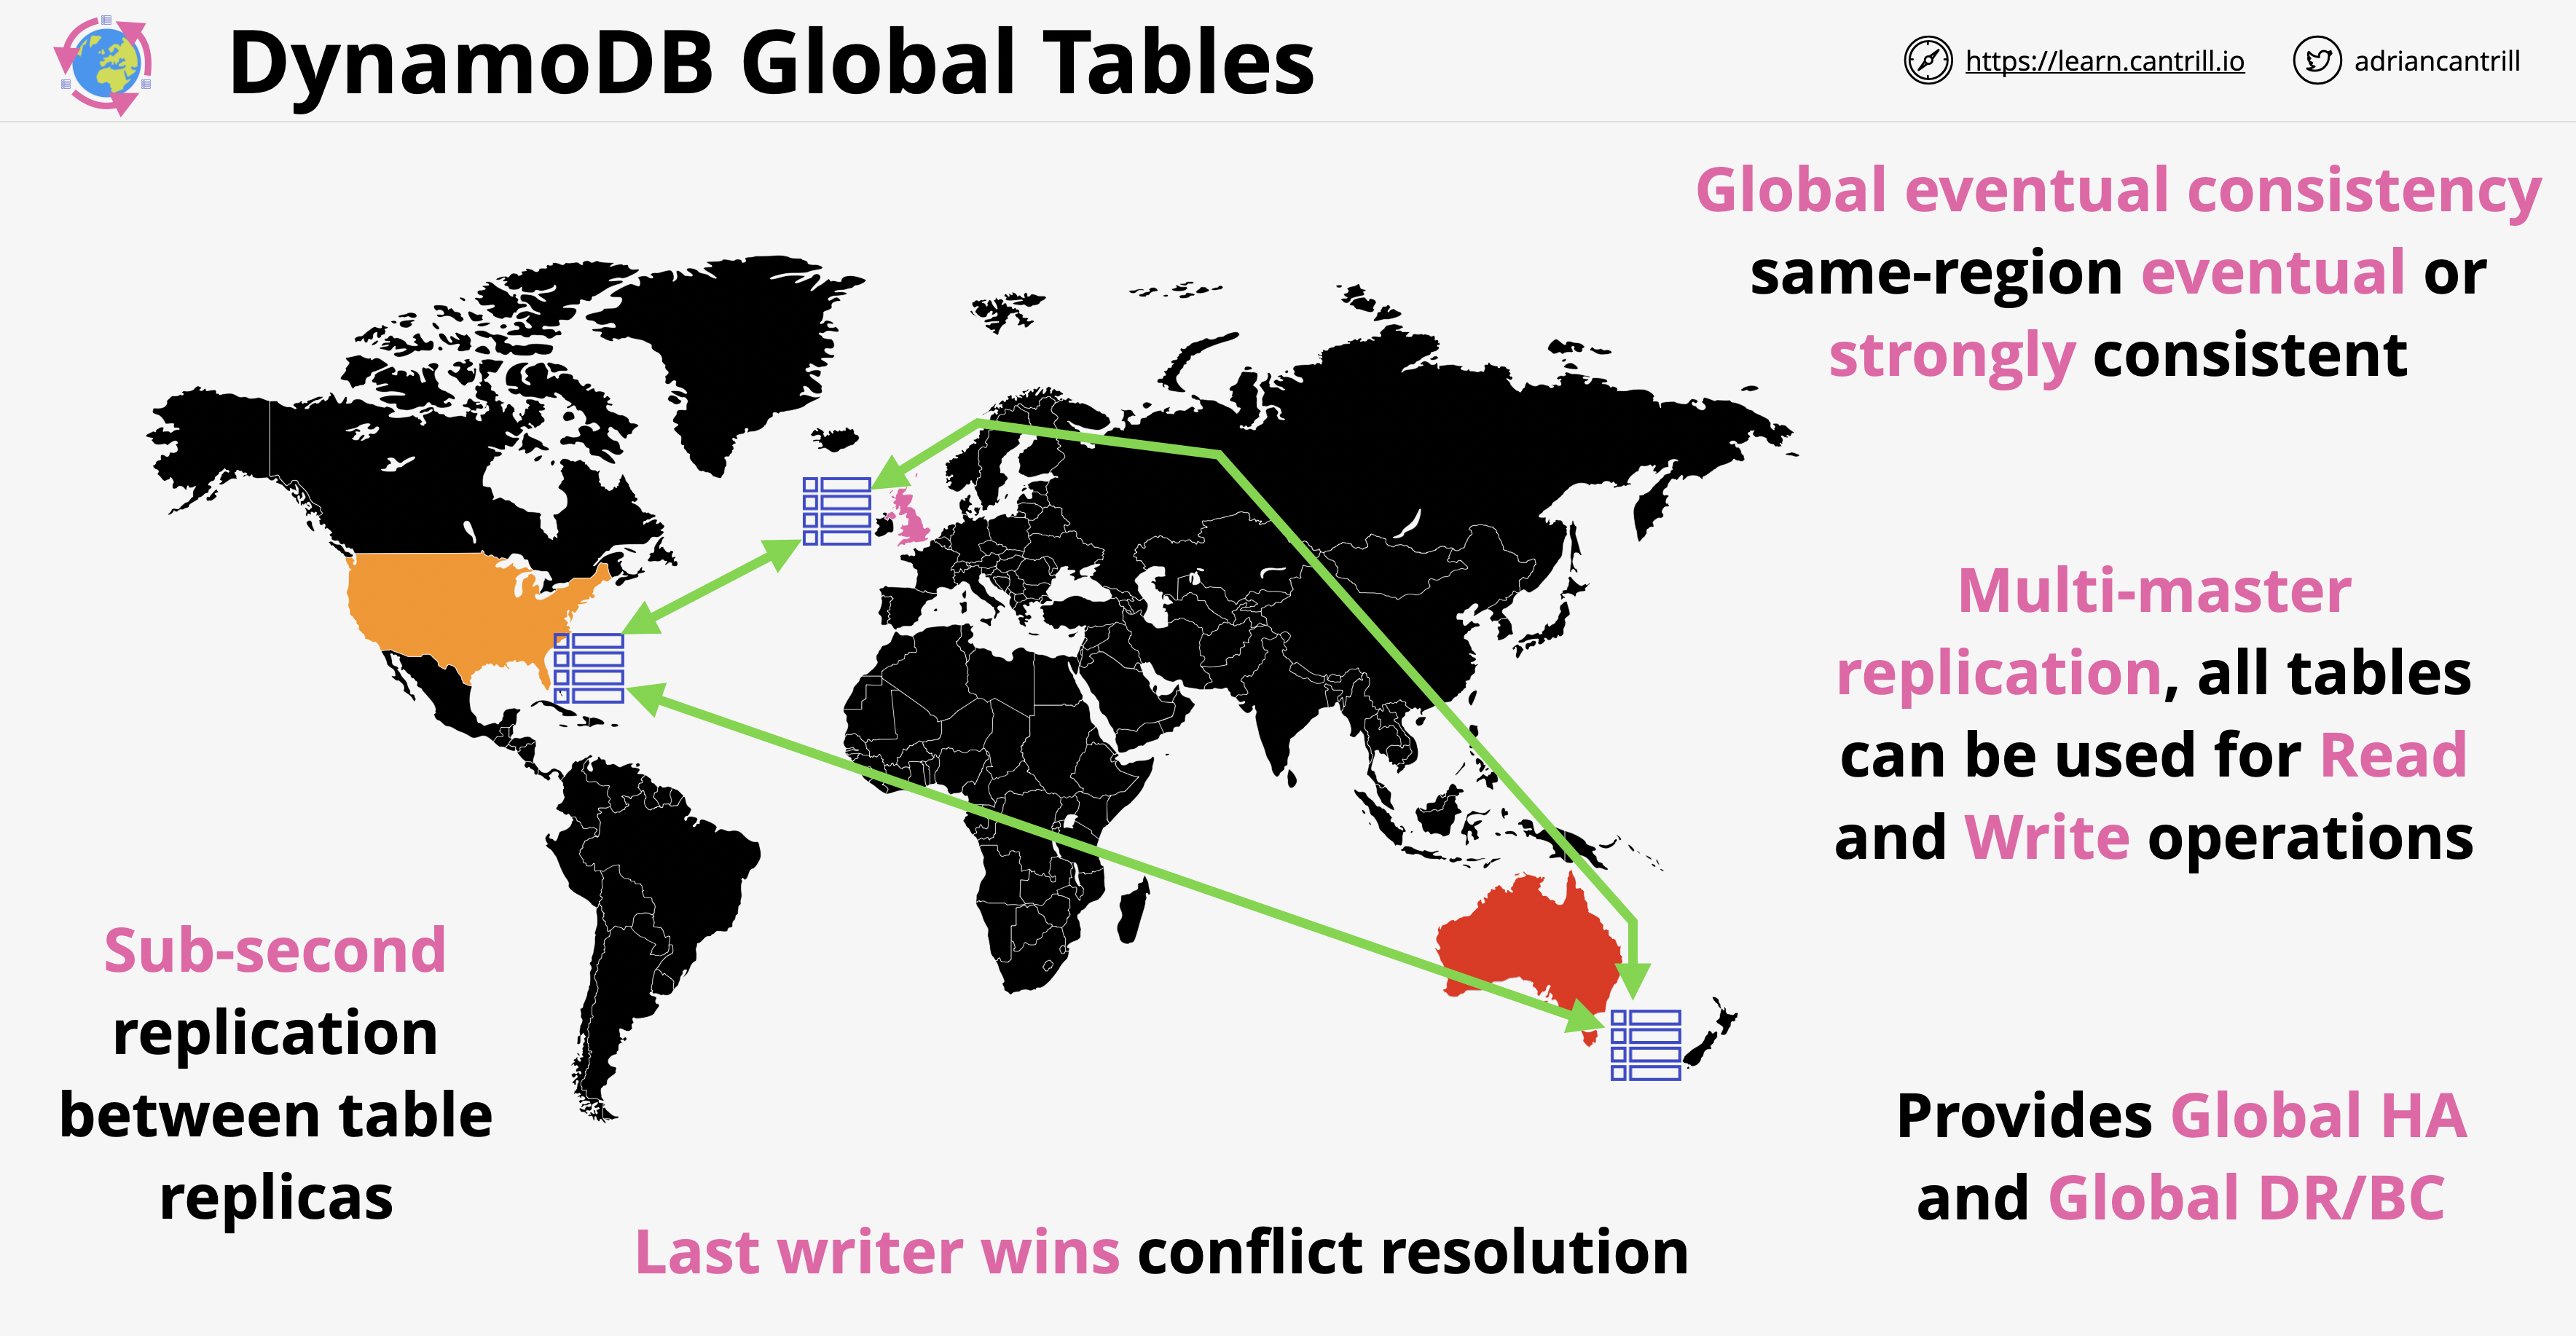 DynamoDB Global Tables
https://learn.cantrill.io
adriancantrill
Global eventual consistency
same-region eventual or
strongly consistent
Multi-master
replication, all tables
can be used for Read
and Write operations
Sub-second
replication
between table
replicas
Provides Global HA
and Global DR/BC
Last writer wins conflict resolution